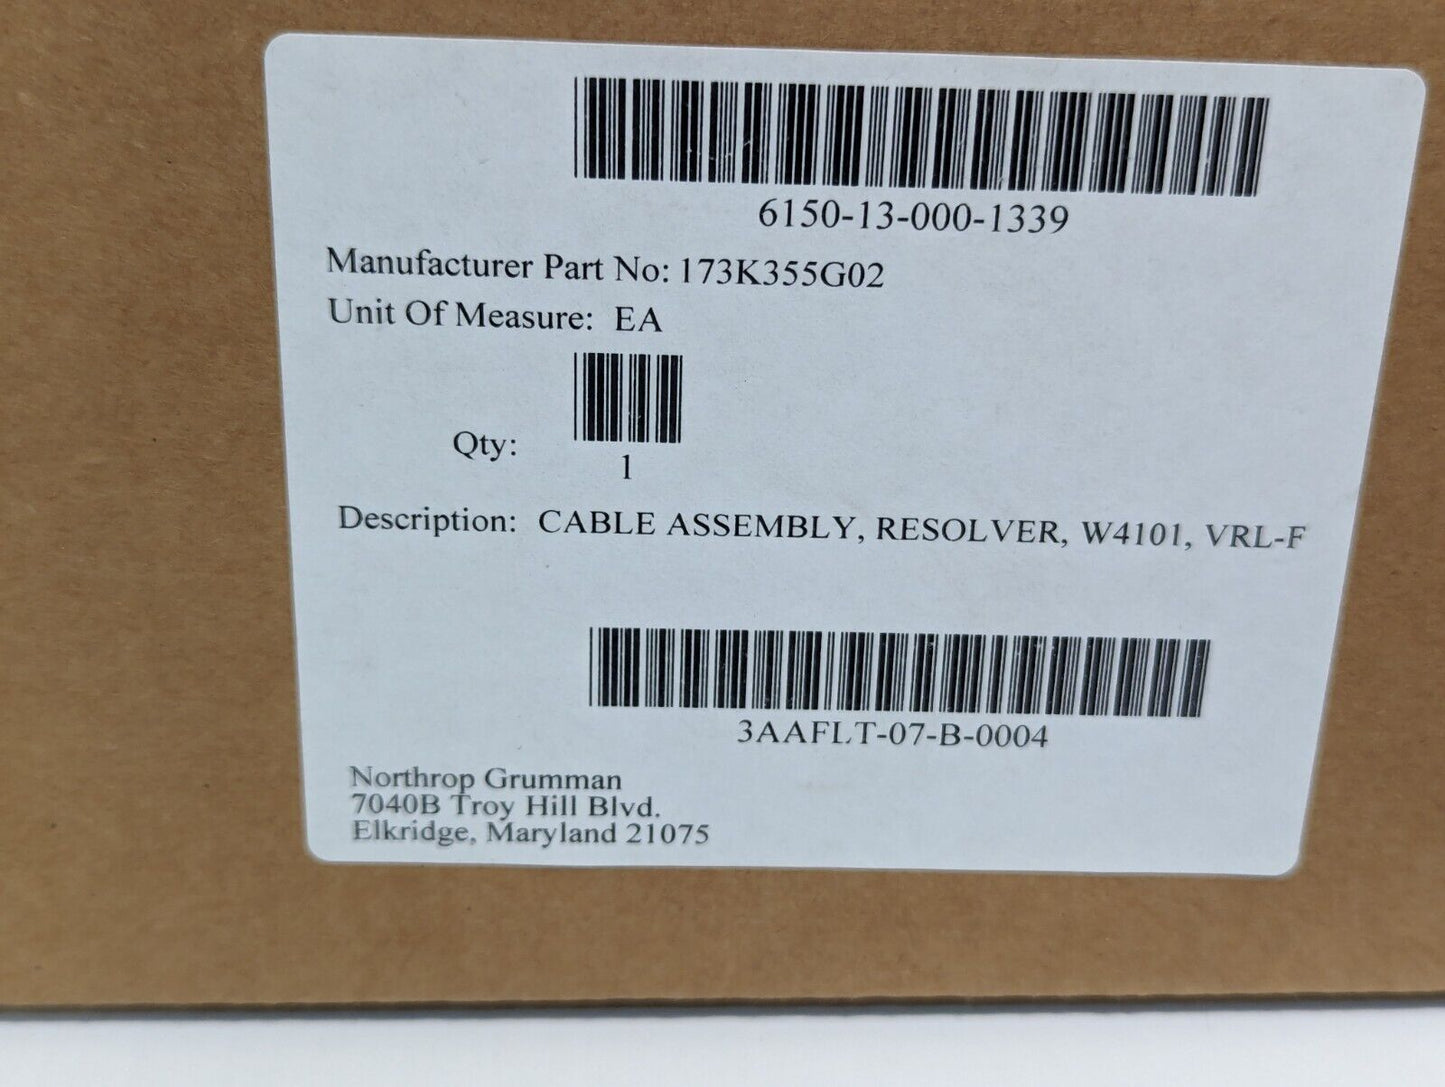 6150-13-000-1339
Manufacturer Part No: 173K355G02
Unit Of Measure: EA
Qty:
1
Description: CABLE ASSEMBLY, RESOLVER, W4101, VRL-F
3AAFLT-07-B-0004
Northrop Grumman
7040B Troy Hill Blvd.
Elkridge, Maryland 21075